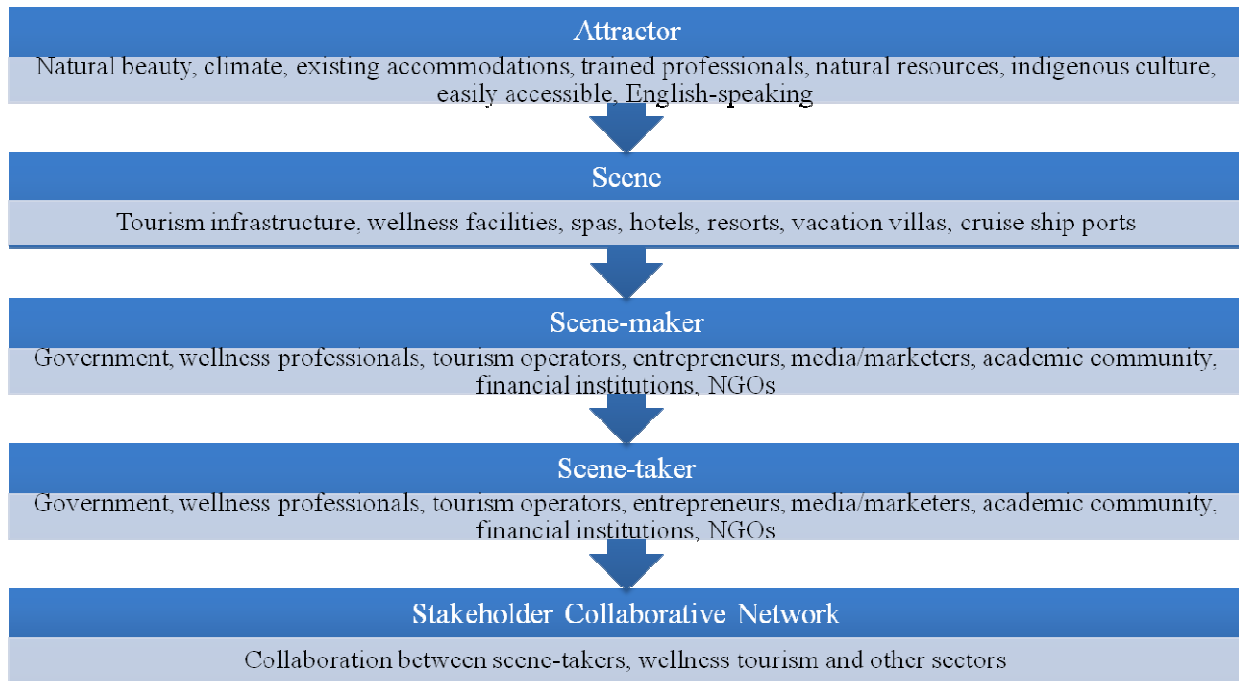 Attractor
Natural beauty, climate, existing accommodations, trained professionals, natural resources, indigenous culture,
easily accessible, English-speaking
Scene
Tourism infrastructure, wellness facilities, spas, hotels, resorts, vacation villas, cruise ship ports
Scene-maker
Government, wellness professionals, tourism operators, entrepreneurs, media/marketers, academic community,
financial institutions, NGOs
Scene-taker
Government, wellness professionals, tourism operators, entrepreneurs, media/marketers, academic community,
financial institutions, NGOs
Stakeholder Collaborative Network
Collaboration between scene-takers, wellness tourism and other sectors